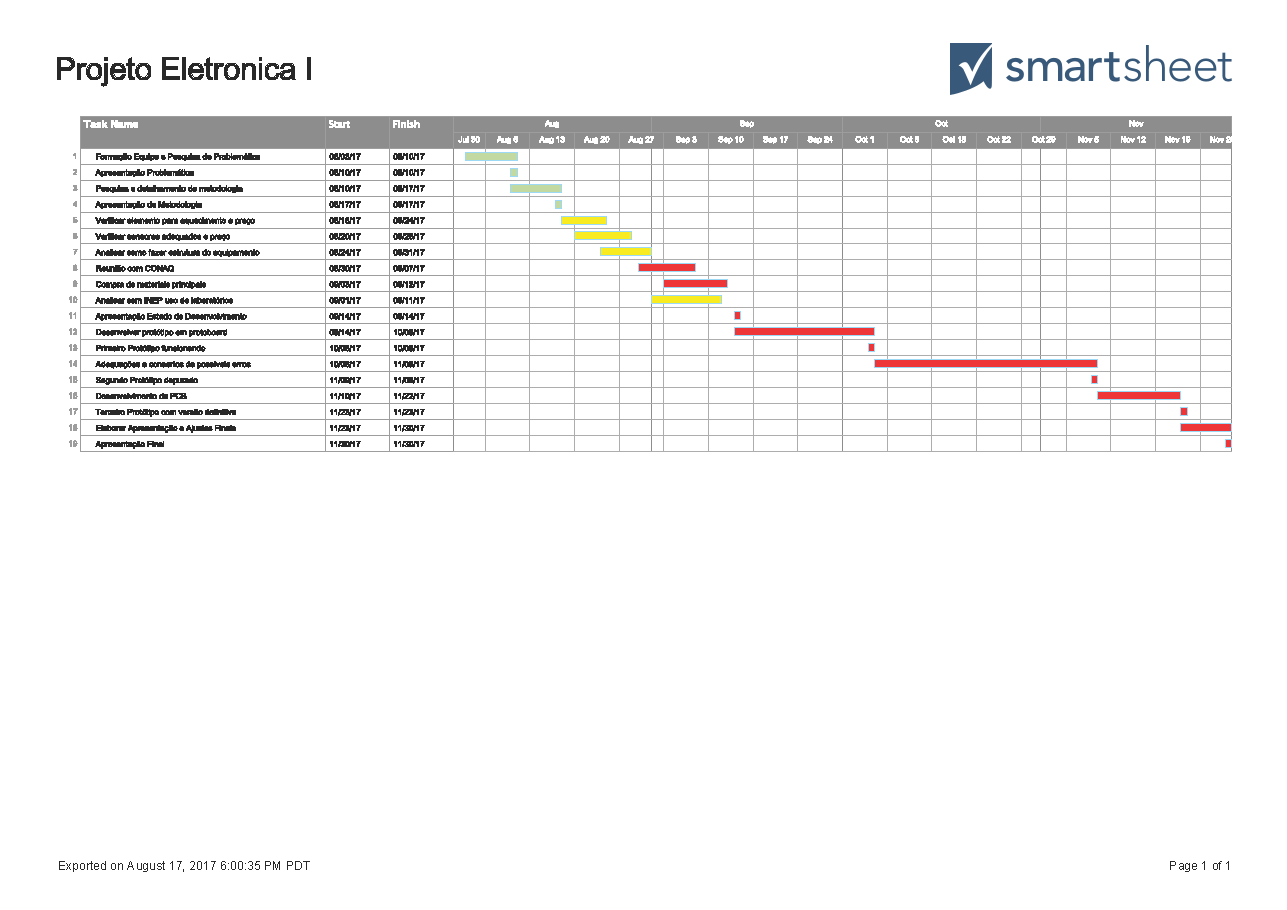 Projeto Eletronica I
smartsheet
Task Name Start Finish Aug Sep Oct Nov
Jul 30 Aug 6 Aug 13 Aug 20 Aug 27 Sep 3 Sep 10 Sep 17 Sep 24 Oct 1 Oct 8 Oct 15 Oct 22 Oct 29 Nov 5 Nov 12 Nov 19 Nov 26
1 Formação Equipe e Pesquisa de Problemática 08/03/17 08/10/17
2 Apresentação Problemática 08/10/17 08/10/17
3 Pesquisa e detalhamento de metodologia 08/10/17 08/17/17
4 Apresentação da Metodologia 08/17/17 08/17/17
5 Verificar elemento para aquecimento e preço 08/18/17 08/24/17
6 Verificar sensores adequados e preço 08/20/17 08/28/17
7 Analisar como fazer estrutura do equipamento 08/24/17 08/31/17
8 Reunião com CONAQ 08/30/17 09/07/17
9 Compra de materiais principais 09/03/17 09/12/17
10 Analisar com INEP uso de laboratórios 09/01/17 09/11/17
11 Apresentação Estado de Desenvolvimento 09/14/17 09/14/17
12 Desenvolver protótipo em protoboard 09/14/17 10/05/17
13 Primeiro Protótipo funcionando 10/05/17 10/05/17
14 Adequações e consertos de possíveis erros 10/06/17 11/09/17
15 Segundo Protótipo depurado 11/09/17 11/09/17
16 Desenvolvimento da PCB 11/10/17 11/22/17
17 Terceiro Protótipo com versão definitiva 11/23/17 11/23/17
18 Elaborar Apresentação e Ajustes Finais 11/23/17 11/30/17
19 Apresentação Final 11/30/17 11/30/17
Exported on August 17, 2017 6:00:35 PM PDT
Page 1 of 1